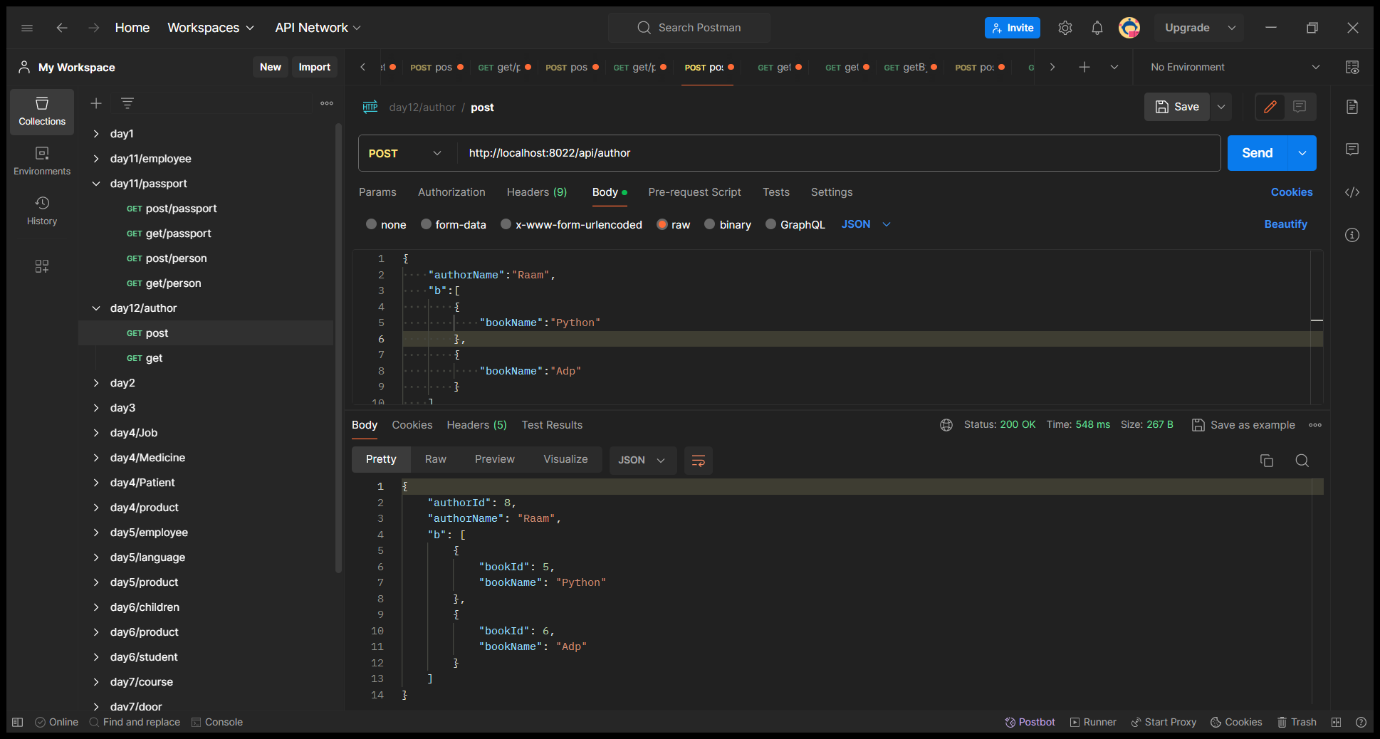 Home Workspaces API Network Search Postman Invite Upgrade
My Workspace New Import
POST pos GET get/p POST pos GET get/p POST po: GET get GET get GET getB POST po: G No Environment
Collections
Environments
History
day1
day11/employee
day11/passport
GET post/passport
GET get/passport
GET post/person
GET get/person
day12/author
GET post
GET get
day2
day3
day4/Job
day4/Medicine
day4/Patient
day4/product
day5/employee
day5/language
day5/product
day6/children
day6/product
day6/student
day7/course
day7/door
HTTP day12/author / post Save
POST http://localhost:8022/api/author Send
Params Authorization Headers (9) Body Pre-request Script Tests Settings Cookies
none form-data x-www-form-urlencoded raw binary GraphQL JSON Beautify
1 {
2 "authorName":"Raam",
3 "b":[
4 {
5 "bookName":"Python"
6 },
7 {
8 "bookName":"Adp"
9 }
10 ]
Body Cookies Headers (5) Test Results Status: 200 OK Time: 548 ms Size: 267 B Save as example
Pretty Raw Preview Visualize JSON
1 {
2 "authorId": 8,
3 "authorName": "Raam",
4 "b": [
5 {
6 "bookId": 5,
7 "bookName": "Python"
8 },
9 {
10 "bookId": 6,
11 "bookName": "Adp"
12 }
13 ]
14 }
Online Find and replace Console Postbot Runner Start Proxy Cookies Trash